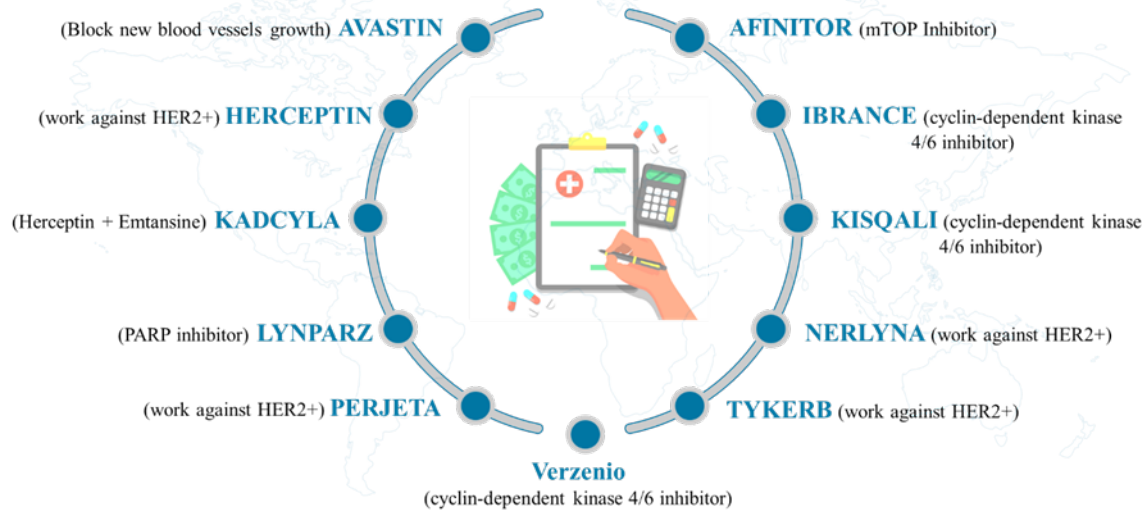 (Block new blood vessels growth) AVASTIN
(work against HER2+) HERCEPTIN
(Herceptin + Emtansine) KADCYLA
(PARP inhibitor) LYNPARZ
(work against HER2+) PERJETA
AFINITOR (mTOP Inhibitor)
IBRANCE (cyclin-dependent kinase
4/6 inhibitor)
KISQALI (cyclin-dependent kinase
4/6 inhibitor)
NERLYNA (work against HER2+)
TYKERB (work against HER2+)
Verzenio
(cyclin-dependent kinase 4/6 inhibitor)